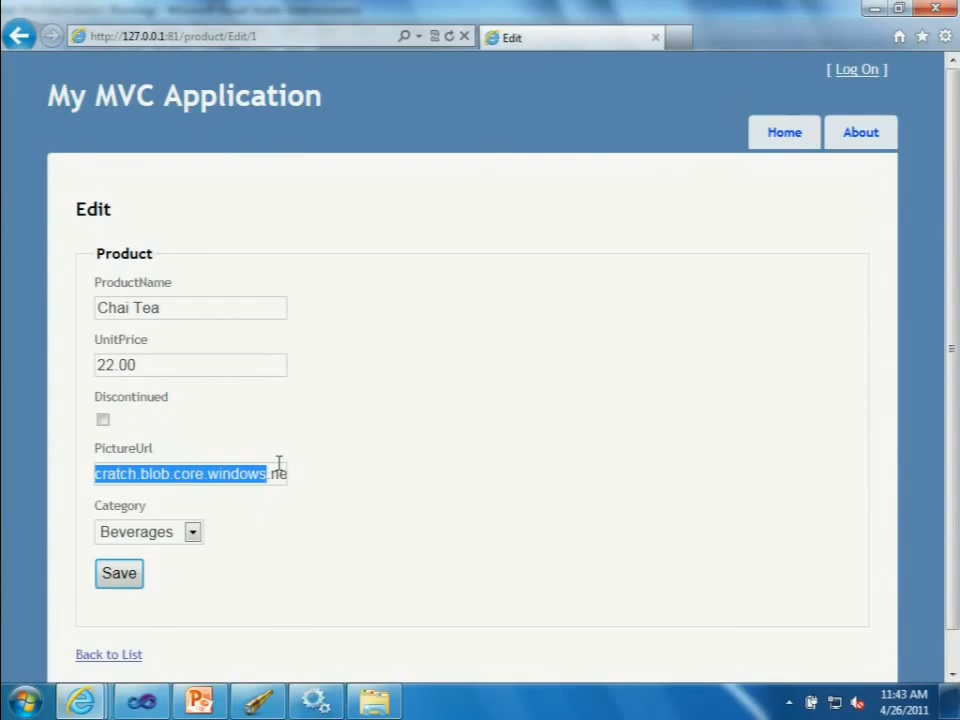 http://127.0.0.1:81/product/Edit/1
Edit
[ Log On ]
My MVC Application
Home
About
Edit
Product
ProductName
Chai Tea
UnitPrice
22.00
Discontinued
PictureUrl
cratch.blob.core.windows.ne
Category
Beverages
Save
Back to List
11:43 AM
4/26/2011